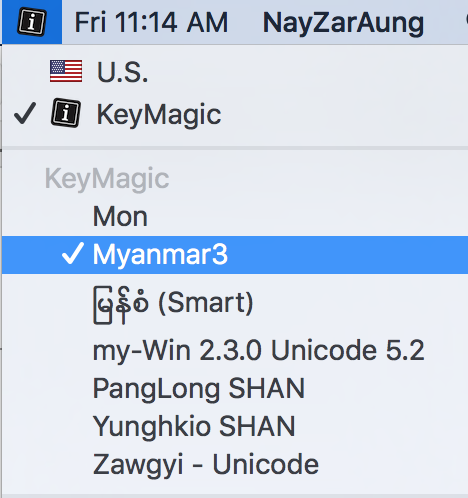 Fri 11:14 AM NayZarAung
U.S.
KeyMagic
KeyMagic
Mon
Myanmar3
မြန်စံ (Smart)
my-Win 2.3.0 Unicode 5.2
PangLong SHAN
Yunghkio SHAN
Zawgyi - Unicode